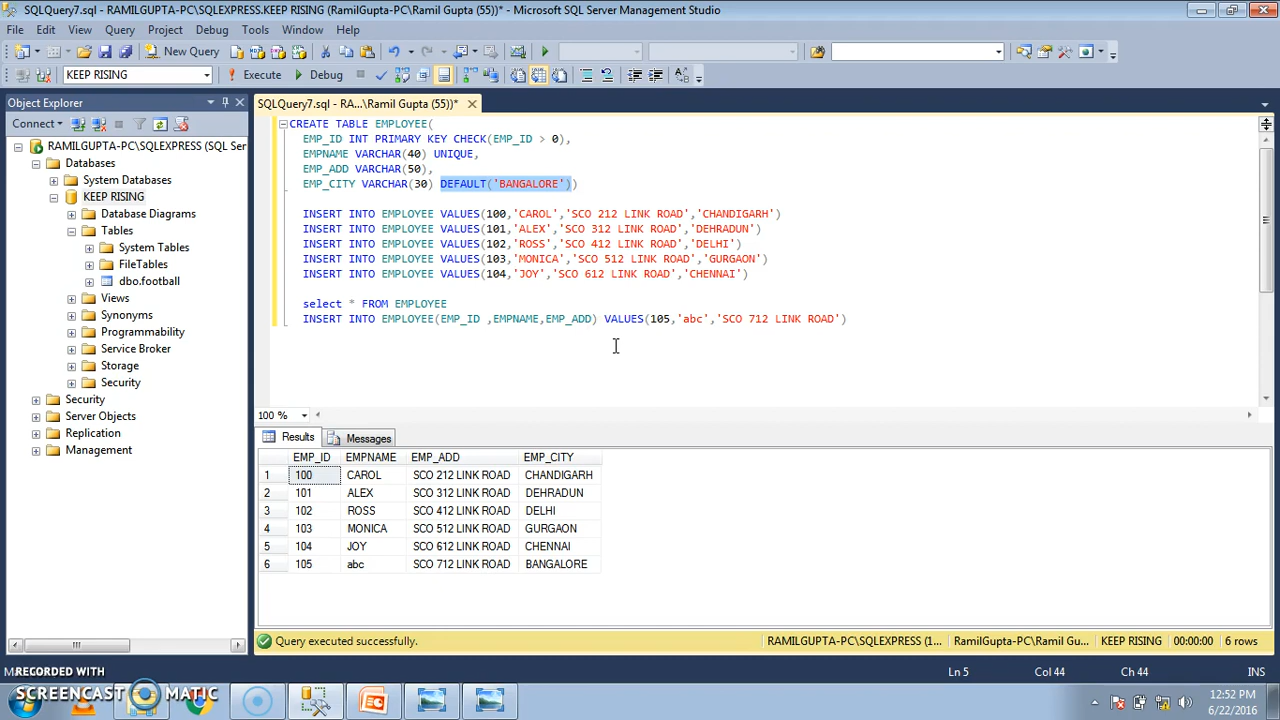 SQLQuery7.sql - RAMILGUPTA-PC\SQLEXPRESS.KEEP RISING (RamilGupta-PC\Ramil Gupta (55))* - Microsoft SQL Server Management Studio
File Edit View Query Project Debug Tools Window Help
New Query
KEEP RISING Execute Debug
Object Explorer
SQLQuery7.sql - RA...\Ramil Gupta (55))*
Connect
RAMILGUPTA-PC\SQLEXPRESS (SQL Ser
Databases
System Databases
KEEP RISING
Database Diagrams
Tables
System Tables
FileTables
dbo.football
Views
Synonyms
Programmability
Service Broker
Storage
Security
Security
Server Objects
Replication
Management
CREATE TABLE EMPLOYEE(
EMP_ID INT PRIMARY KEY CHECK(EMP_ID > 0),
EMPNAME VARCHAR(40) UNIQUE,
EMP_ADD VARCHAR(50),
EMP_CITY VARCHAR(30) DEFAULT('BANGALORE'))
INSERT INTO EMPLOYEE VALUES(100,'CAROL','SCO 212 LINK ROAD','CHANDIGARH')
INSERT INTO EMPLOYEE VALUES(101,'ALEX','SCO 312 LINK ROAD','DEHRADUN')
INSERT INTO EMPLOYEE VALUES(102,'ROSS','SCO 412 LINK ROAD','DELHI')
INSERT INTO EMPLOYEE VALUES(103,'MONICA','SCO 512 LINK ROAD','GURGAON')
INSERT INTO EMPLOYEE VALUES(104,'JOY','SCO 612 LINK ROAD','CHENNAI')
select * FROM EMPLOYEE
INSERT INTO EMPLOYEE(EMP_ID ,EMPNAME,EMP_ADD) VALUES(105,'abc','SCO 712 LINK ROAD')
100 %
Results Messages
EMP_ID EMPNAME EMP_ADD EMP_CITY
1 100 CAROL SCO 212 LINK ROAD CHANDIGARH
2 101 ALEX SCO 312 LINK ROAD DEHRADUN
3 102 ROSS SCO 412 LINK ROAD DELHI
4 103 MONICA SCO 512 LINK ROAD GURGAON
5 104 JOY SCO 612 LINK ROAD CHENNAI
6 105 abc SCO 712 LINK ROAD BANGALORE
Query executed successfully. RAMILGUPTA-PC\SQLEXPRESS (1... RamilGupta-PC\Ramil Gu... KEEP RISING 00:00:00 6 rows
RECORDED WITH Ln 5 Col 44 Ch 44 INS
SCREENCAST MATIC
12:52 PM
6/22/2016